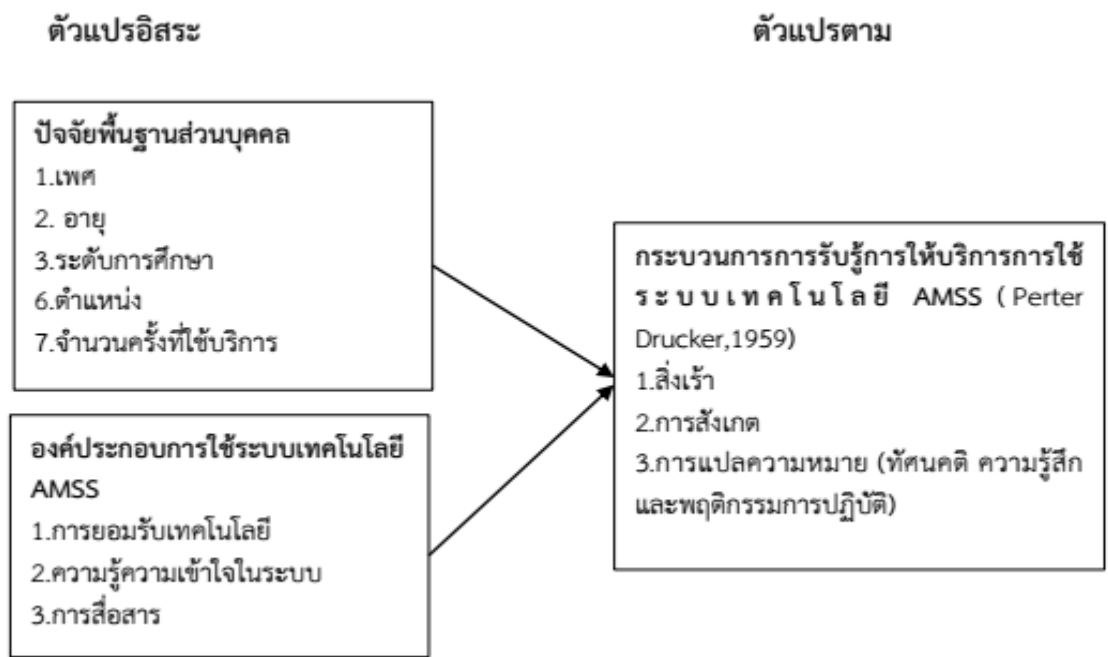 ตัวแปรอิสระ
ตัวแปรตาม
ปัจจัยพื้นฐานส่วนบุคคล
1.เพศ
2. อายุ
3.ระดับการศึกษา
6.ตำแหน่ง
7.จำนวนครั้งที่ใช้บริการ
องค์ประกอบการใช้ระบบเทคโนโลยี
AMSS
1.การยอมรับเทคโนโลยี
2.ความรู้ความเข้าใจในระบบ
3.การสื่อสาร
กระบวนการการรับรู้การให้บริการการใช้
ระบบเทคโนโลยี AMSS (Perter
Drucker,1959)
1.สิ่งเร้า
2.การสังเกต
3.การแปลความหมาย (ทัศนคติ ความรู้สึก
และพฤติกรรมการปฏิบัติ)